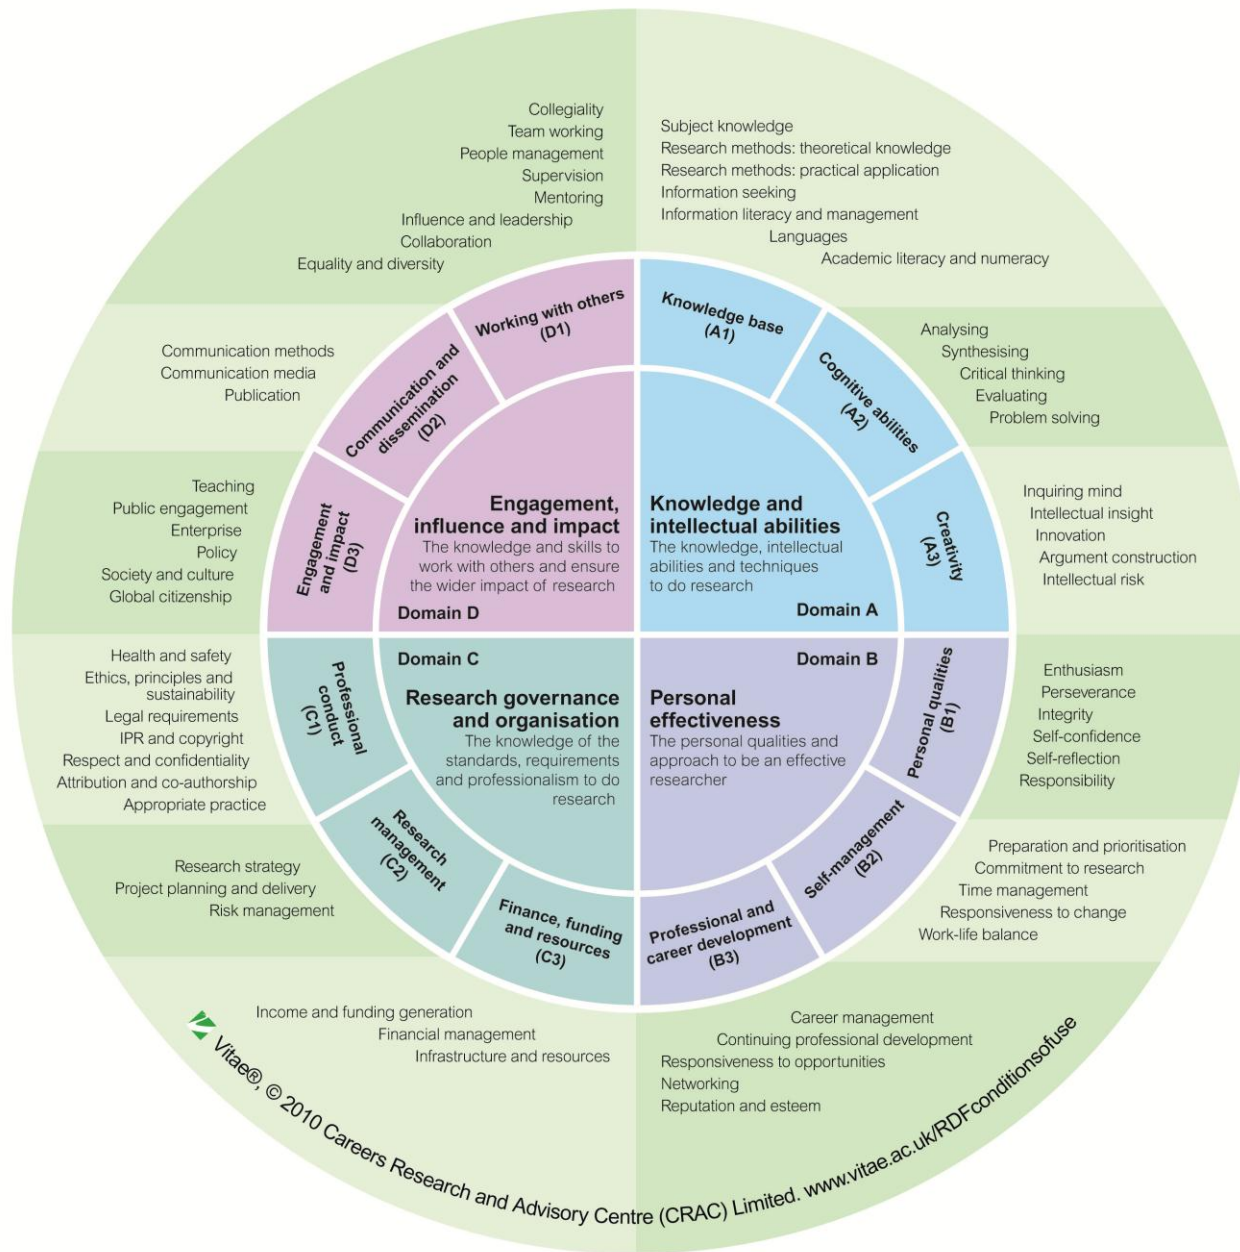 Subject knowledge
Research methods: theoretical knowledge
Research methods: practical application
Information seeking
Information literacy and management
Languages
Academic literacy and numeracy
Knowledge base
(A1)
Analysing
Synthesising
Critical thinking
Evaluating
Problem solving
Cognitive abilities
(A2)
Inquiring mind
Intellectual insight
Innovation
Argument construction
Intellectual risk
Creativity
(A3)
Knowledge and
intellectual abilities
The knowledge, intellectual
abilities and techniques
to do research
Domain A
Domain B
Personal
effectiveness
The personal qualities and
approach to be an effective
researcher
Personal qualities
(B1)
Enthusiasm
Perseverance
Integrity
Self-confidence
Self-reflection
Responsibility
Self-management
(B2)
Preparation and prioritisation
Commitment to research
Time management
Responsiveness to change
Work-life balance
Professional and
career development
(B3)
Career management
Continuing professional development
Responsiveness to opportunities
Networking
Reputation and esteem
Domain C
Research governance
and organisation
The knowledge of the
standards, requirements
and professionalism to do
research
Professional
conduct
(C1)
Health and safety
Ethics, principles and
sustainability
Legal requirements
IPR and copyright
Respect and confidentiality
Attribution and co-authorship
Appropriate practice
Research
management
(C2)
Research strategy
Project planning and delivery
Risk management
Finance, funding
and resources
(C3)
Income and funding generation
Financial management
Infrastructure and resources
Engagement,
influence and impact
The knowledge and skills to
work with others and ensure
the wider impact of research
Domain D
Working with others
(D1)
Collegiality
Team working
People management
Supervision
Mentoring
Influence and leadership
Collaboration
Equality and diversity
Communication and
dissemination
(D2)
Communication methods
Communication media
Publication
Engagement
and impact
(D3)
Teaching
Public engagement
Enterprise
Policy
Society and culture
Global citizenship
Vitae®, © 2010 Careers Research and Advisory Centre (CRAC) Limited. www.vitae.ac.uk/RDFconditionsofuse